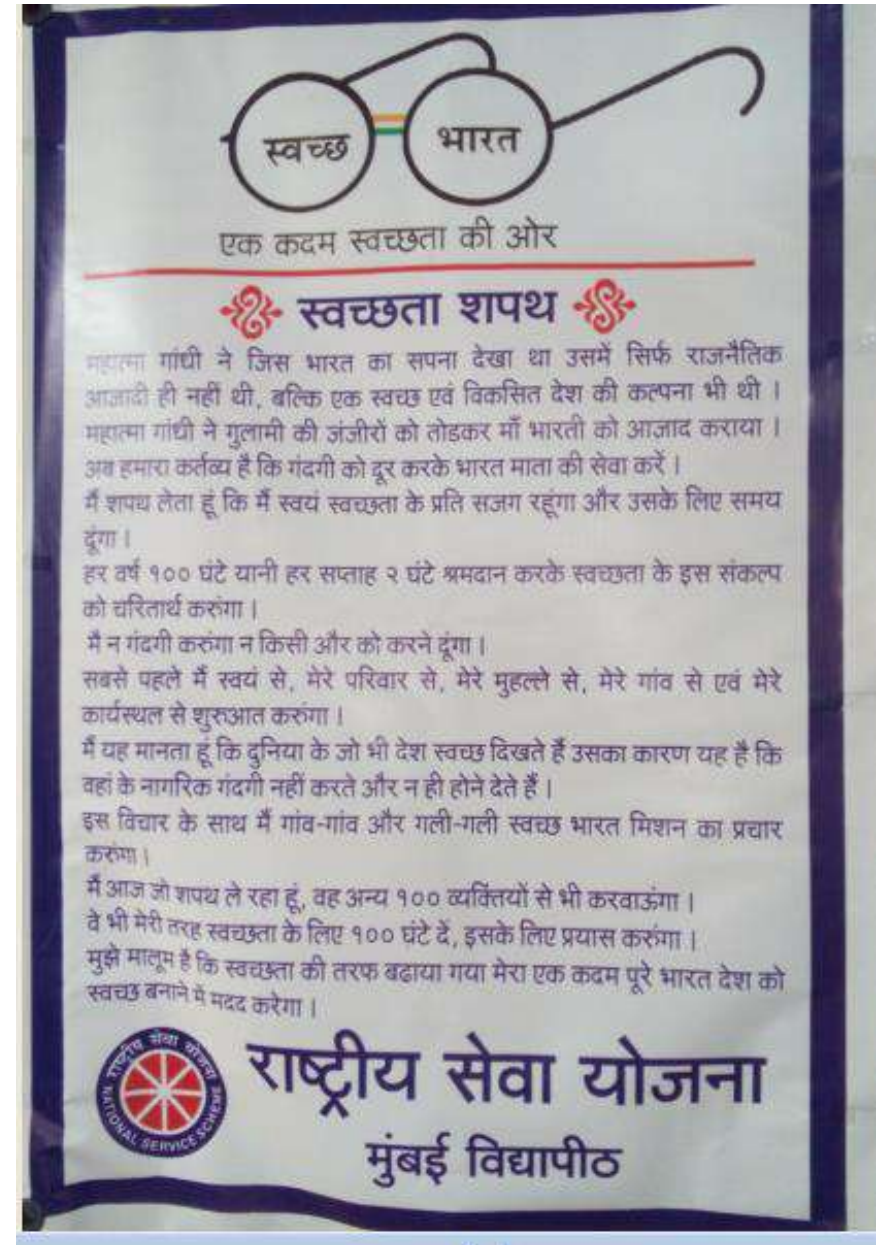 स्वच्छ भारत
एक कदम स्वच्छता की ओर
स्वच्छता शपथ
महात्मा गांधी ने जिस भारत का सपना देखा था उसमें सिर्फ राजनैतिक
आजादी ही नहीं थी, बल्कि एक स्वच्छ एवं विकसित देश की कल्पना भी थी ।
महात्मा गांधी ने गुलामी की जंजीरों को तोडकर माँ भारती को आजाद कराया ।
अब हमारा कर्तव्य है कि गंदगी को दूर करके भारत माता की सेवा करें ।
मैं शपथ लेता हूं कि मैं स्वयं स्वच्छता के प्रति सजग रहूंगा और उसके लिए समय
दूंगा ।
हर वर्ष १०० घंटे यानी हर सप्ताह २ घंटे श्रमदान करके स्वच्छता के इस संकल्प
को चरितार्थ करुंगा ।
मै न गंदगी करुंगा न किसी और को करने दूंगा ।
सबसे पहले मैं स्वयं से, मेरे परिवार से, मेरे मुहल्ले से, मेरे गांव से एवं मेरे
कार्यस्थल से शुरुआत करुंगा ।
मैं यह मानता हूं कि दुनिया के जो भी देश स्वच्छ दिखते हैं उसका कारण यह है कि
वहां के नागरिक गंदगी नहीं करते और न ही होने देते हैं ।
इस विचार के साथ मैं गांव-गांव और गली-गली स्वच्छ भारत मिशन का प्रचार
करुंगा ।
मैं आज जो शपथ ले रहा हूं, वह अन्य १०० व्यक्तियों से भी करवाऊंगा ।
वे भी मेरी तरह स्वच्छता के लिए १०० घंटे दें, इसके लिए प्रयास करुंगा ।
मुझे मालूम है कि स्वच्छता की तरफ बढाया गया मेरा एक कदम पूरे भारत देश को
स्वच्छ बनाने मे मदद करेगा ।
राष्ट्रीय सेवा योजना
NATIONAL SERVICE SCHEME
राष्ट्रीय सेवा योजना
मुंबई विद्यापीठ